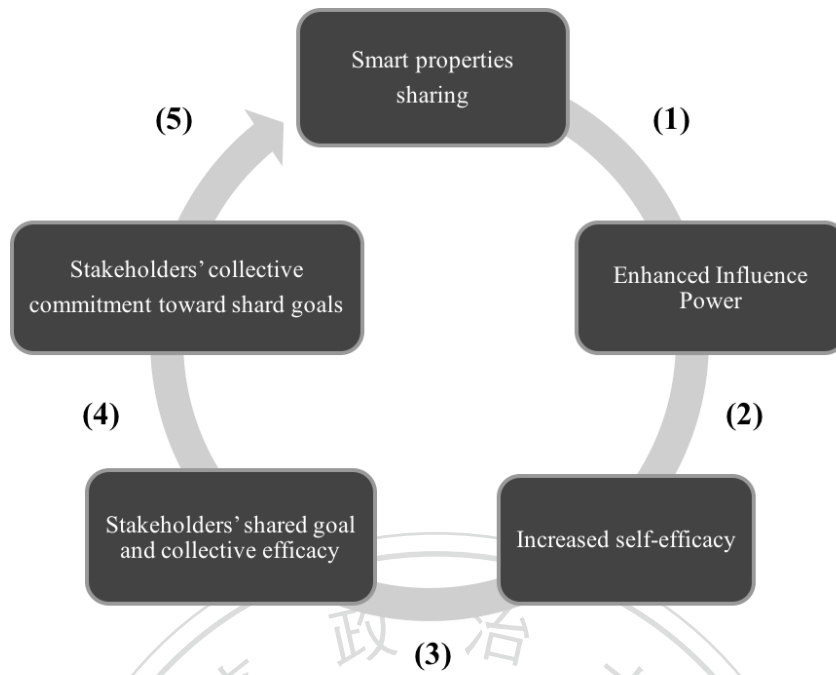 Smart properties
sharing
(5)
(1)
Stakeholders’ collective
commitment toward shard goals
Enhanced Influence
Power
(4)
(2)
Stakeholders’ shared goal
and collective efficacy
Increased self-efficacy
政 治
(3)